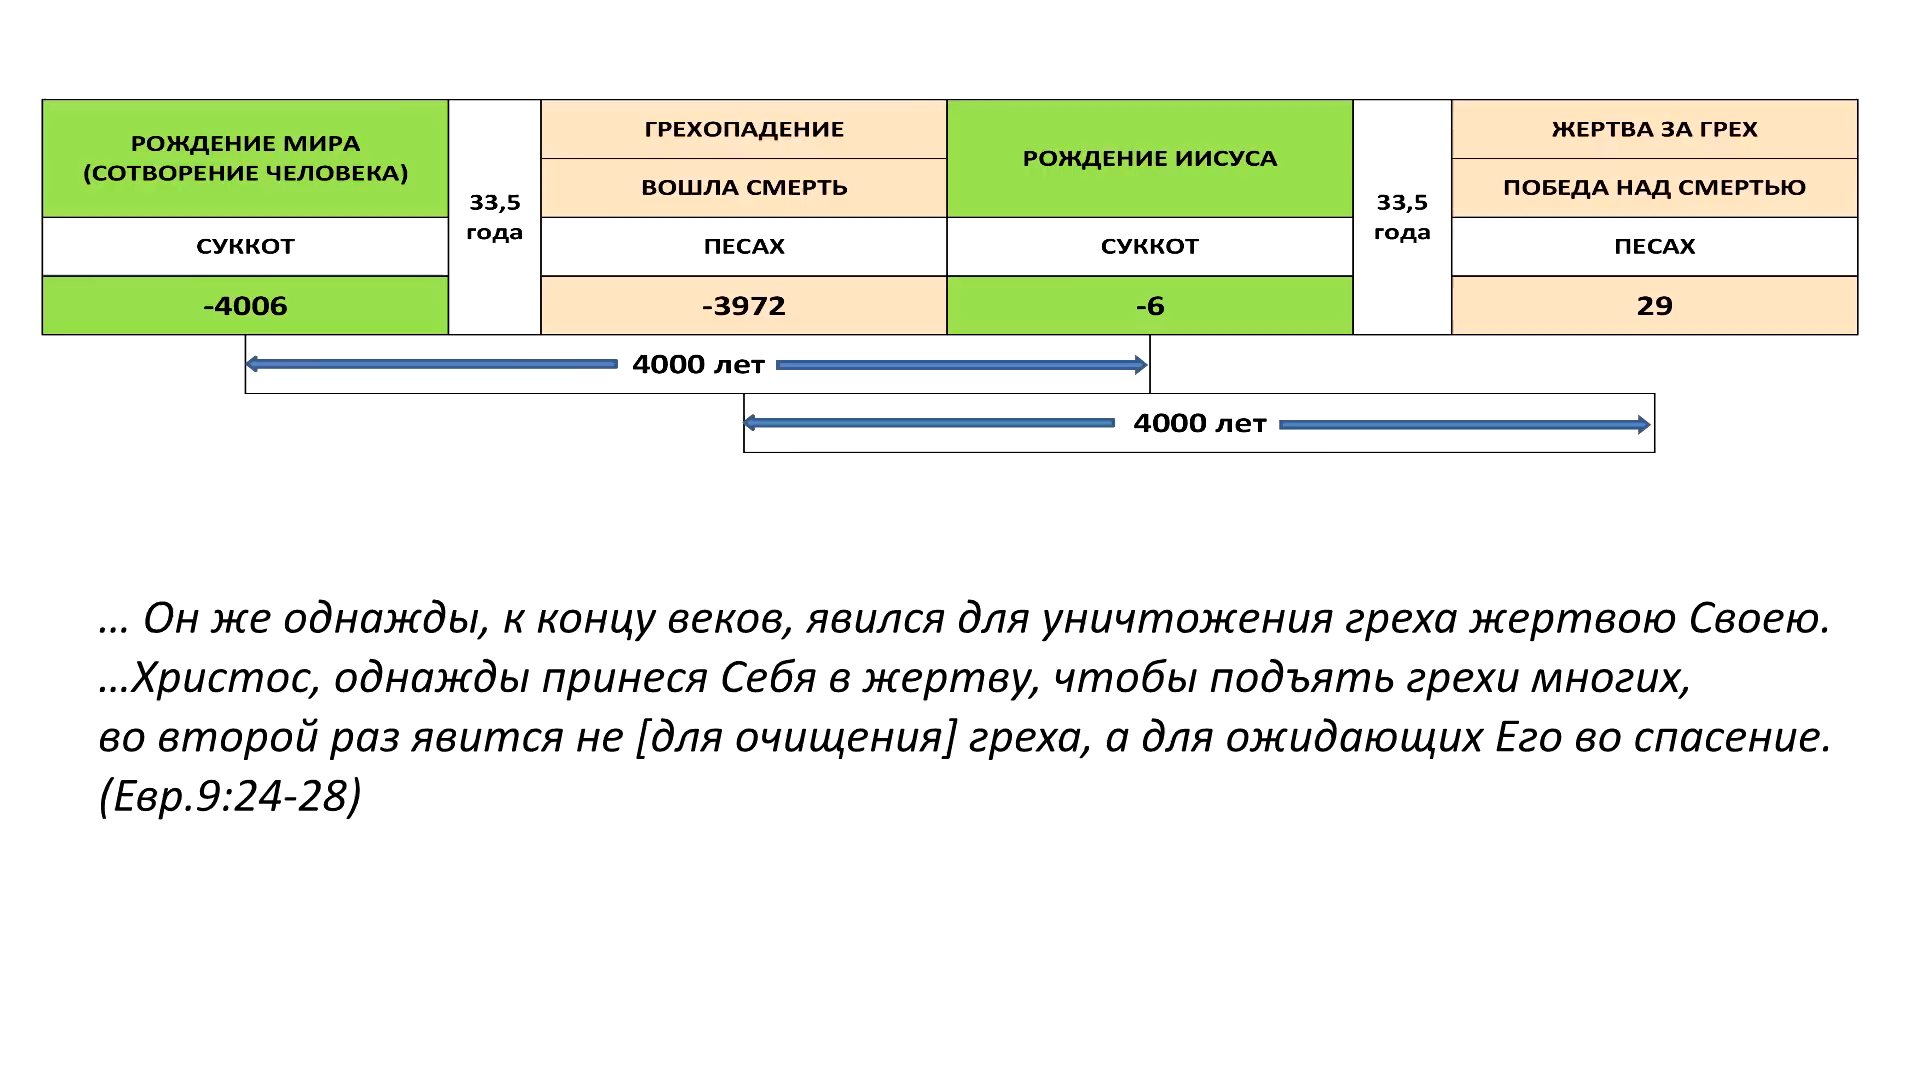 РОЖДЕНИЕ МИРА
(СОТВОРЕНИЕ ЧЕЛОВЕКА)
СУККОТ
-4006
33,5
года
ГРЕХОПАДЕНИЕ
ВОШЛА СМЕРТЬ
ПЕСАХ
-3972
РОЖДЕНИЕ ИИСУСА
СУККОТ
-6
33,5
года
ЖЕРТВА ЗА ГРЕХ
ПОБЕДА НАД СМЕРТЬЮ
ПЕСАХ
29
4000 лет
4000 лет
... Он же однажды, к концу веков, явился для уничтожения греха жертвою Своею.
...Христос, однажды принеся Себя в жертву, чтобы подъять грехи многих,
во второй раз явится не [для очищения] греха, а для ожидающих Его во спасение.
(Евр.9:24-28)